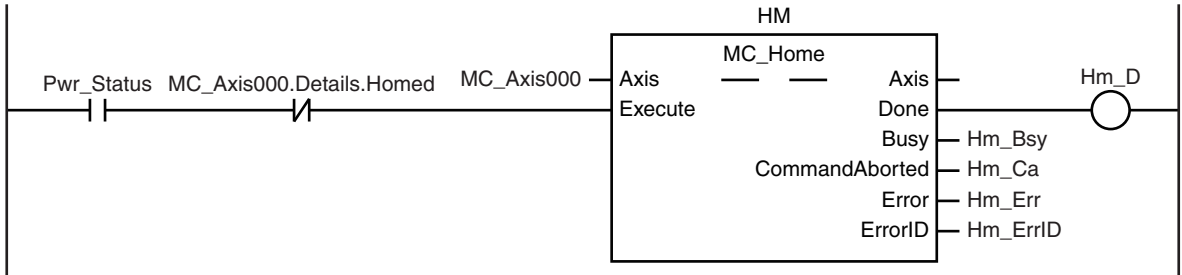 HM
MC_Home
Pwr_Status MC_Axis000.Details.Homed MC_Axis000 Axis Axis Hm_D
Execute Done
Busy Hm_Bsy
CommandAborted Hm_Ca
Error Hm_Err
ErrorID Hm_ErrID